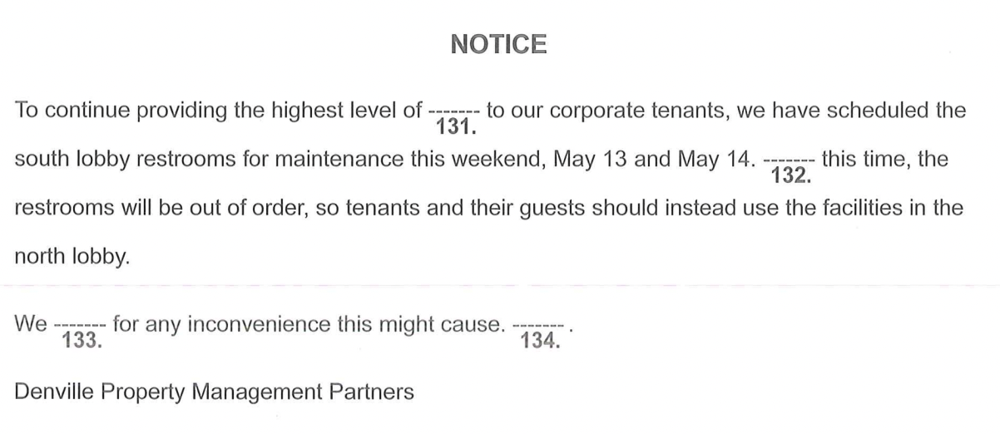 NOTICE
To continue providing the highest level of ------- to our corporate tenants, we have scheduled the
131.
south lobby restrooms for maintenance this weekend, May 13 and May 14. ------- this time, the
132.
restrooms will be out of order, so tenants and their guests should instead use the facilities in the
north lobby.
We ------- for any inconvenience this might cause. ------- .
133. 134.
Denville Property Management Partners